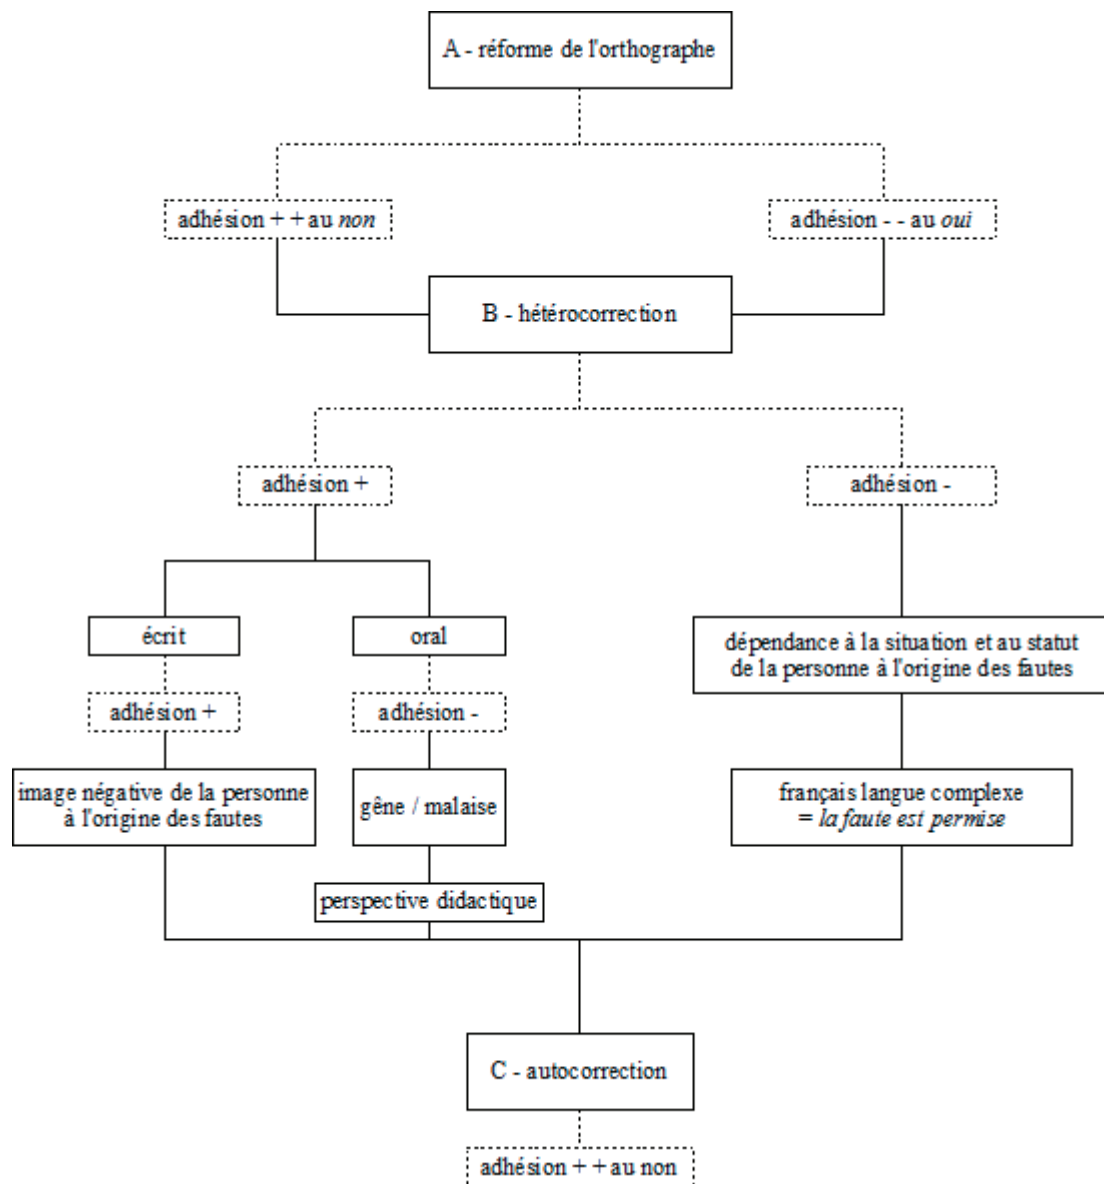 A - réforme de l'orthographe
adhésion + + au non
adhésion - - au oui
B - hétérocorrection
adhésion +
adhésion -
écrit
oral
dépendance à la situation et au statut
de la personne à l'origine des fautes
adhésion +
adhésion -
image négative de la personne
à l'origine des fautes
gêne / malaise
français langue complexe
= la faute est permise
perspective didactique
C - autocorrection
adhésion + + au non